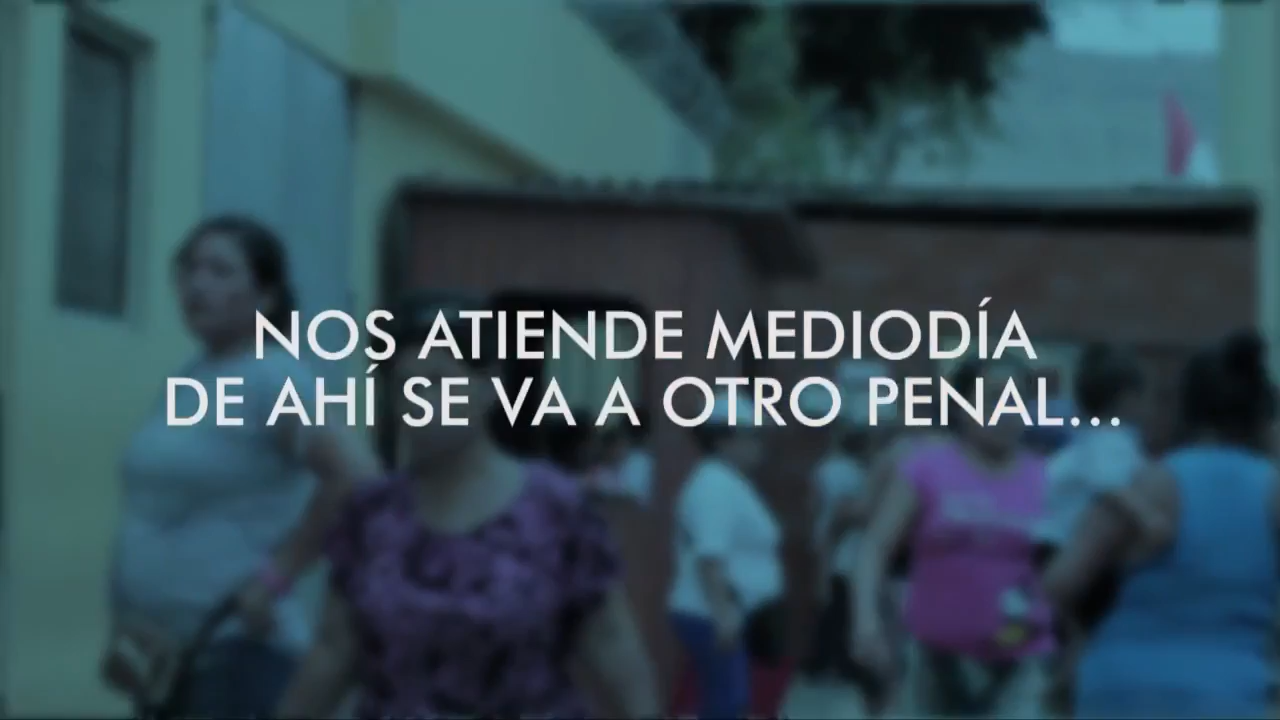 NOS ATIENDE MEDIODÍA
DE AHÍ SE VA A OTRO PENAL...